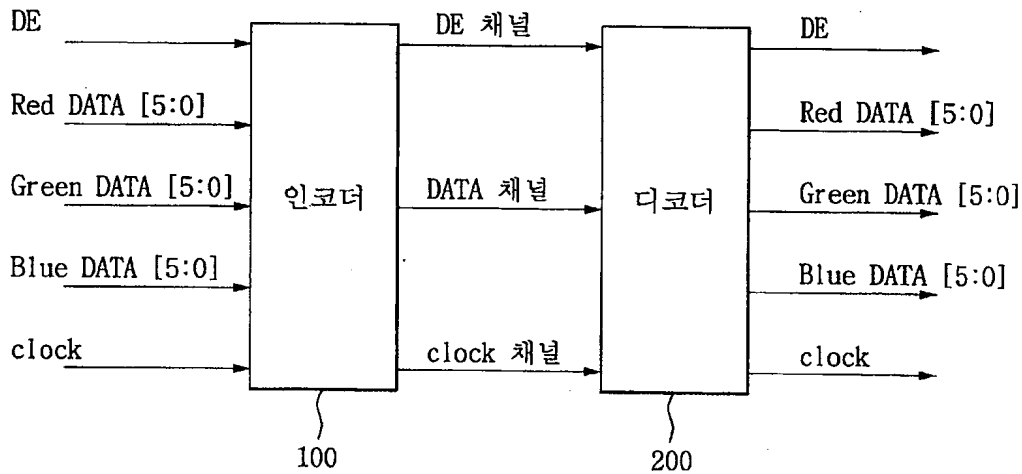 DE
Red DATA [5:0]
Green DATA [5:0]
Blue DATA [5:0]
clock
인코더
100
DE 채널
DATA 채널
clock 채널
디코더
200
DE
Red DATA [5:0]
Green DATA [5:0]
Blue DATA [5:0]
clock